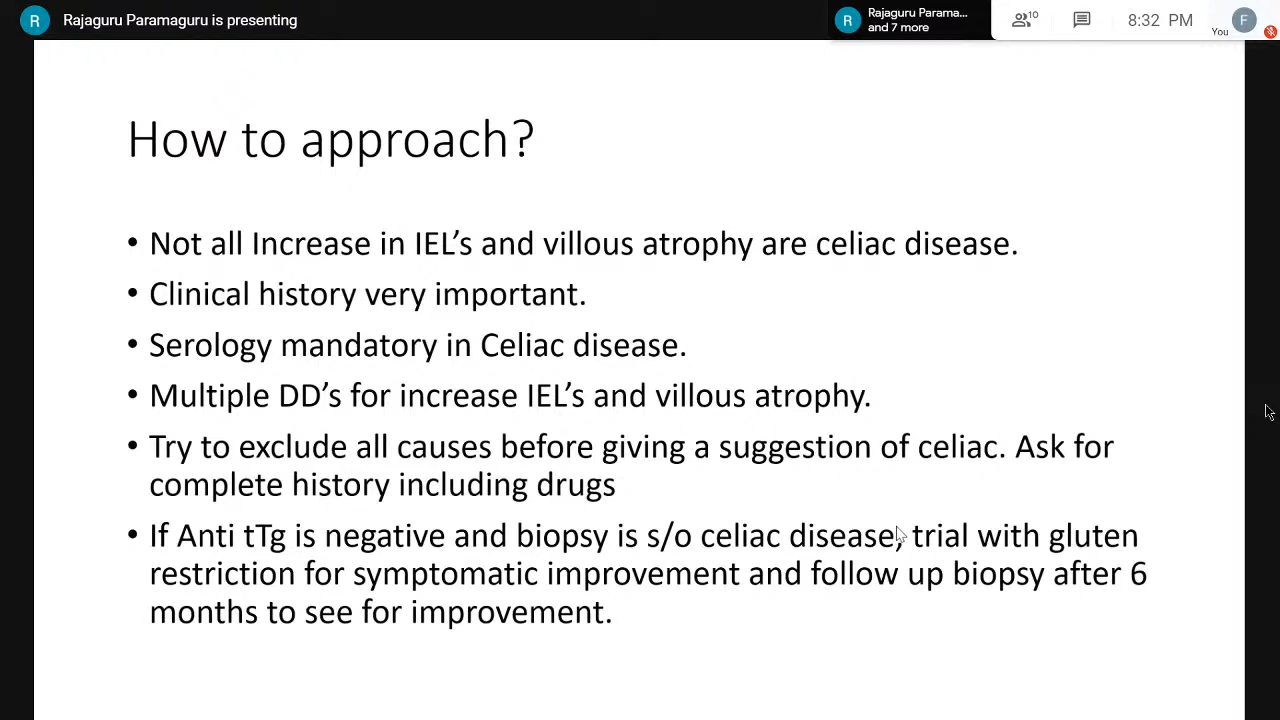 R Rajaguru Paramaguru is presenting
R Rajaguru Parama...
and 7 more
10
8:32 PM
You
F
How to approach?
• Not all Increase in IEL’s and villous atrophy are celiac disease.
• Clinical history very important.
• Serology mandatory in Celiac disease.
• Multiple DD’s for increase IEL’s and villous atrophy.
• Try to exclude all causes before giving a suggestion of celiac. Ask for
complete history including drugs
• If Anti tTg is negative and biopsy is s/o celiac disease, trial with gluten
restriction for symptomatic improvement and follow up biopsy after 6
months to see for improvement.